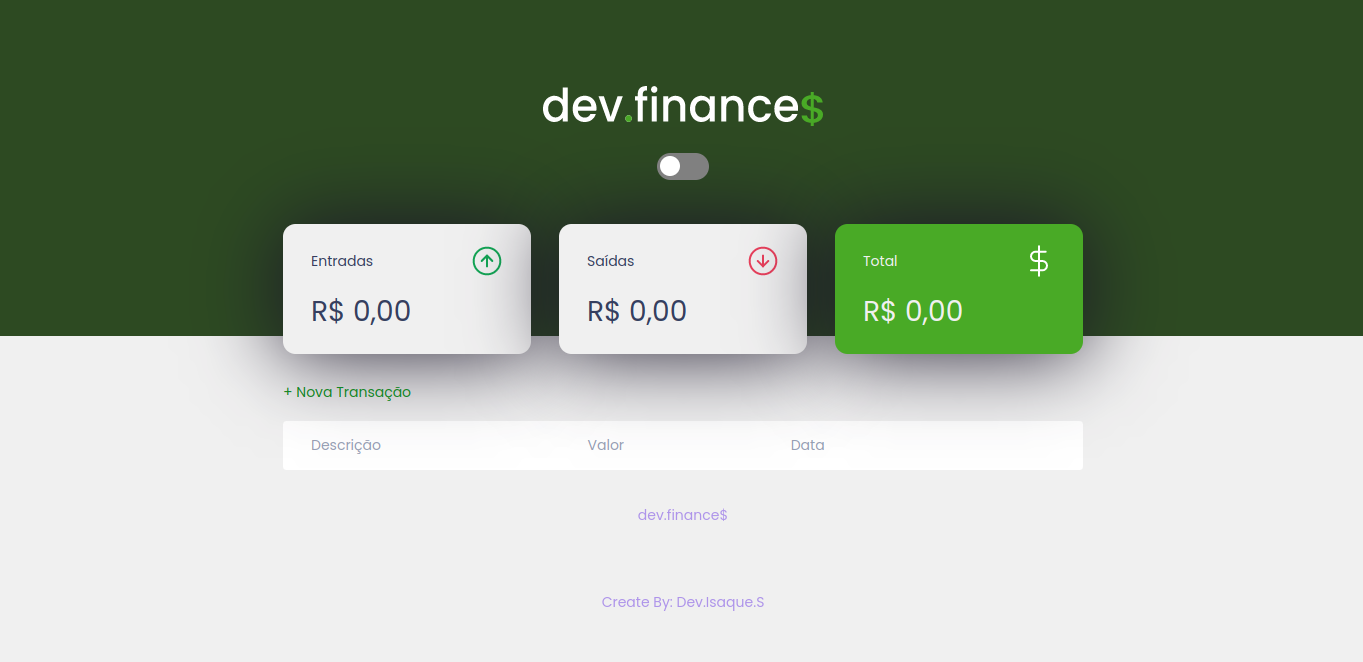 dev.finance$
Entradas
R$ 0,00
Saídas
R$ 0,00
Total
$
R$ 0,00
+ Nova Transação
Descrição Valor Data
dev.finance$
Create By: Dev.Isaque.S